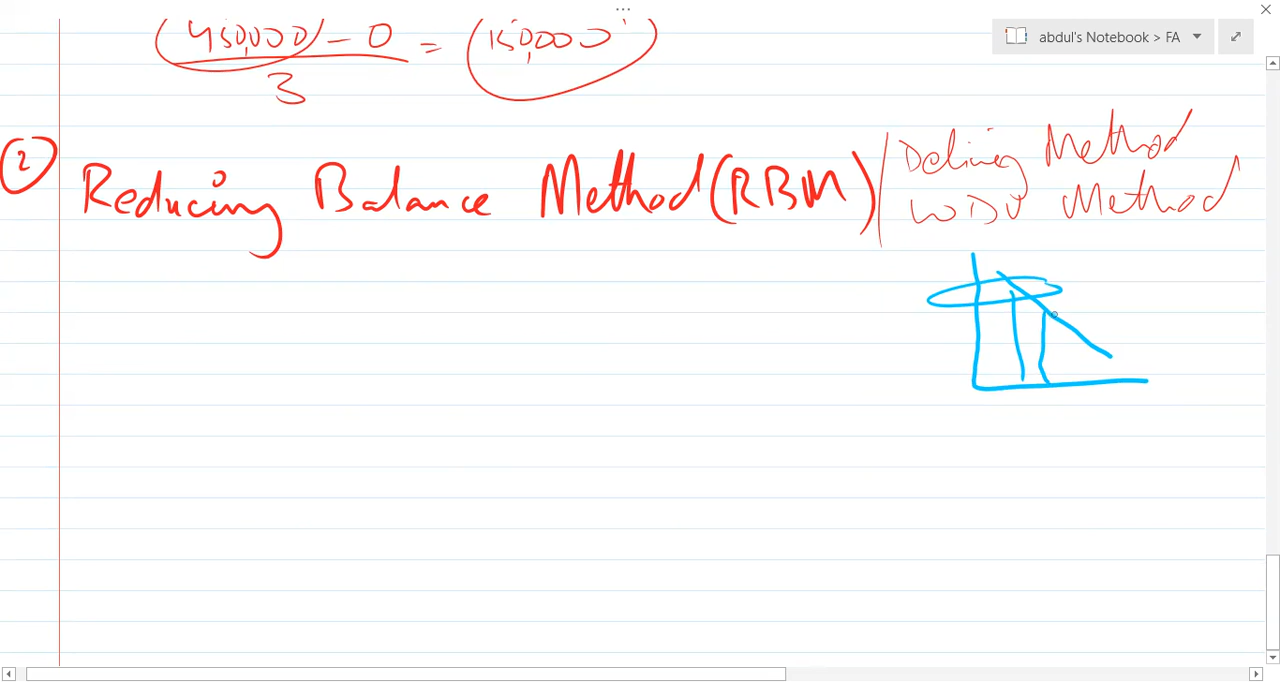 abdul's Notebook > FA
(450,000) - 0 = (150,000)
3
2
Reducing Balance Method (RBM)
Declining Method
WDV Method